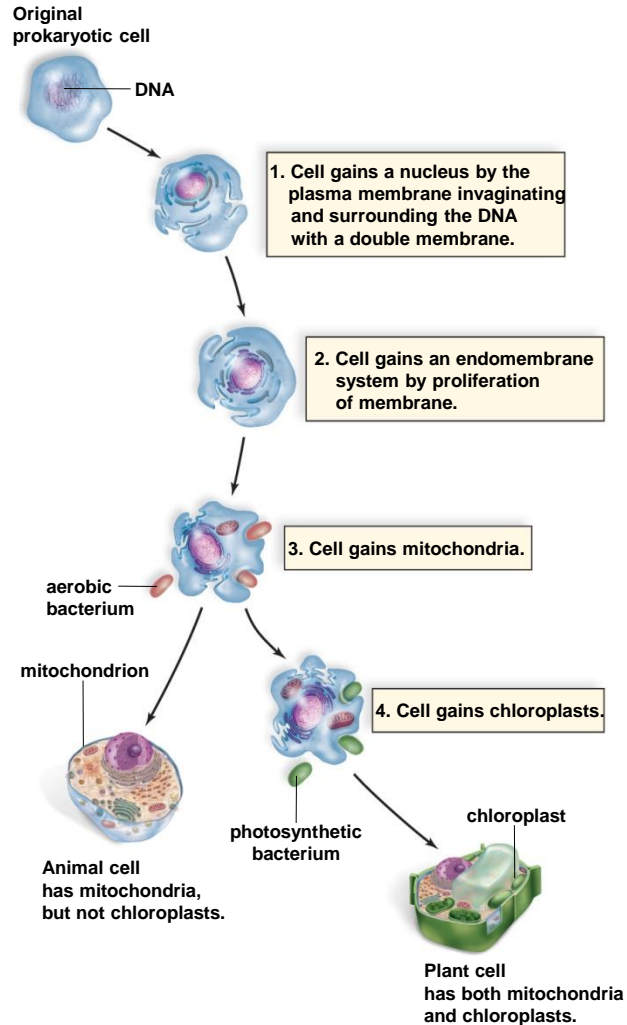 Original
prokaryotic cell
DNA
1. Cell gains a nucleus by the
plasma membrane invaginating
and surrounding the DNA
with a double membrane.
2. Cell gains an endomembrane
system by proliferation
of membrane.
3. Cell gains mitochondria.
aerobic
bacterium
mitochondrion
4. Cell gains chloroplasts.
photosynthetic
bacterium
chloroplast
Animal cell
has mitochondria,
but not chloroplasts.
Plant cell
has both mitochondria
and chloroplasts.